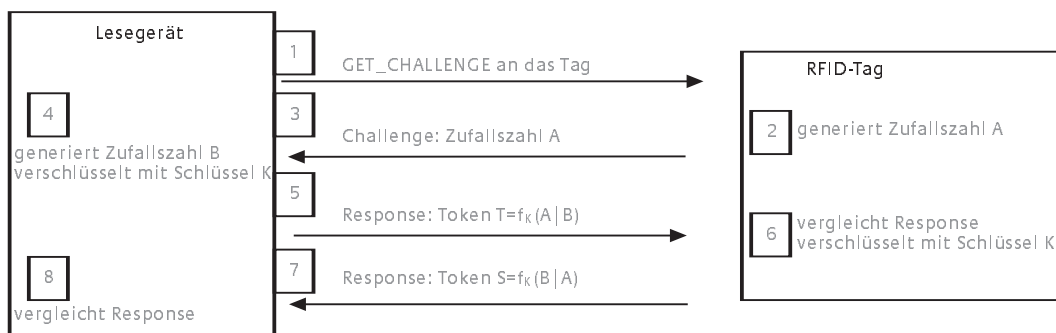 Lesegerät
1
GET_CHALLENGE an das Tag
RFID-Tag
4
3
2
generiert Zufallszahl A
Challenge: Zufallszahl A
generiert Zufallszahl B
verschlüsselt mit Schlüssel K
5
Response: Token T=fK(A|B)
6
vergleicht Response
verschlüsselt mit Schlüssel K
7
8
Response: Token S=fK(B|A)
vergleicht Response